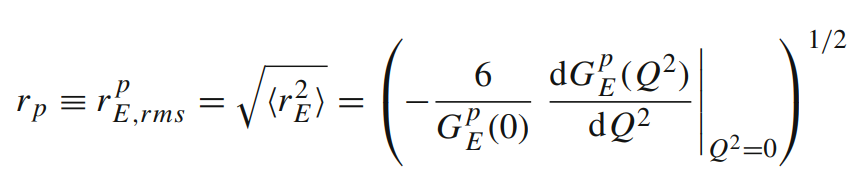 $r_p \equiv r^p_{E,rms} = \sqrt{\langle r^2_E \rangle} = \left( -\frac{6}{G^p_E(0)} \left. \frac{\mathrm{d}G^p_E(Q^2)}{\mathrm{d}Q^2} \right|_{Q^2=0} \right)^{1/2}$